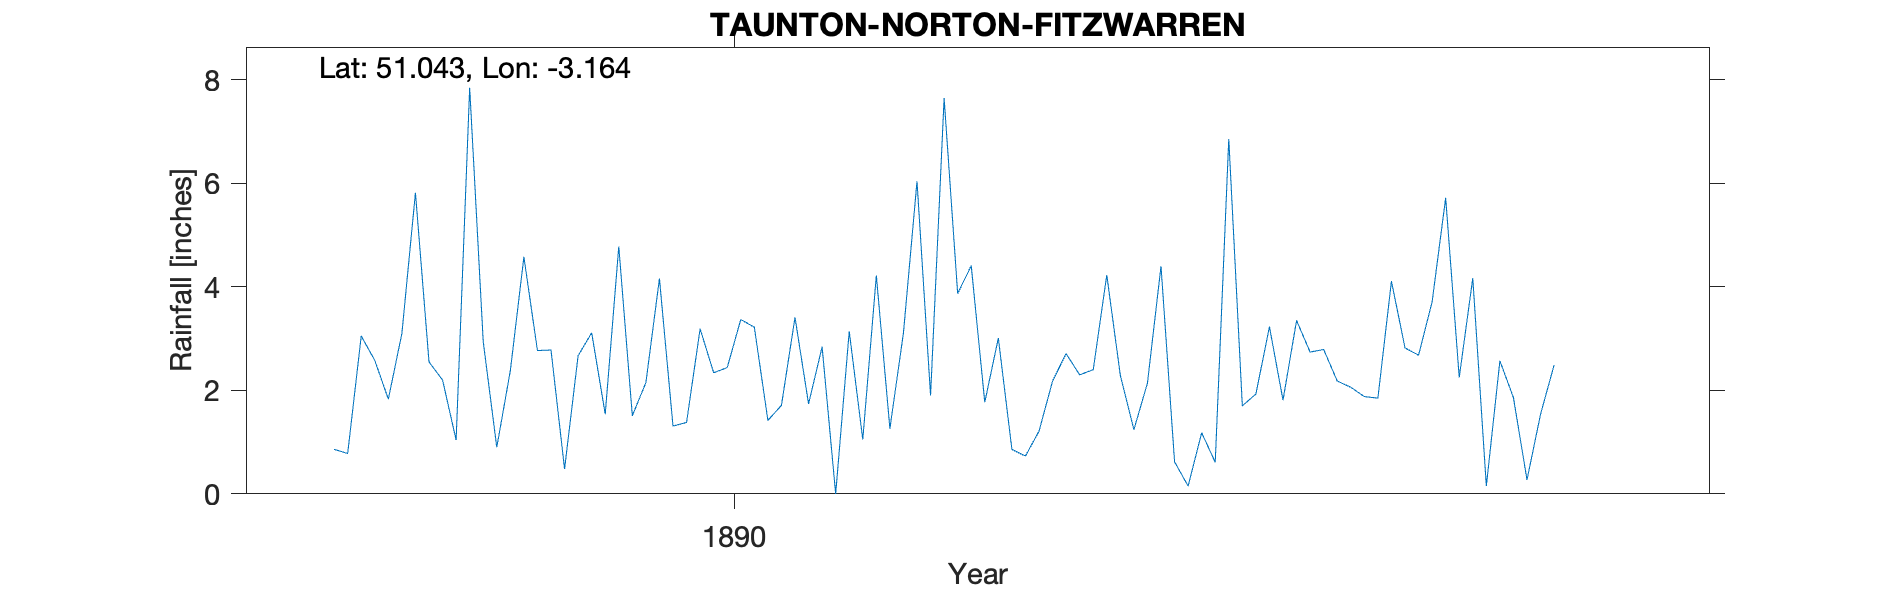 TAUNTON-NORTON-FITZWARREN
Lat: 51.043, Lon: -3.164
8
6
4
2
0
Rainfall [inches]
1890
Year